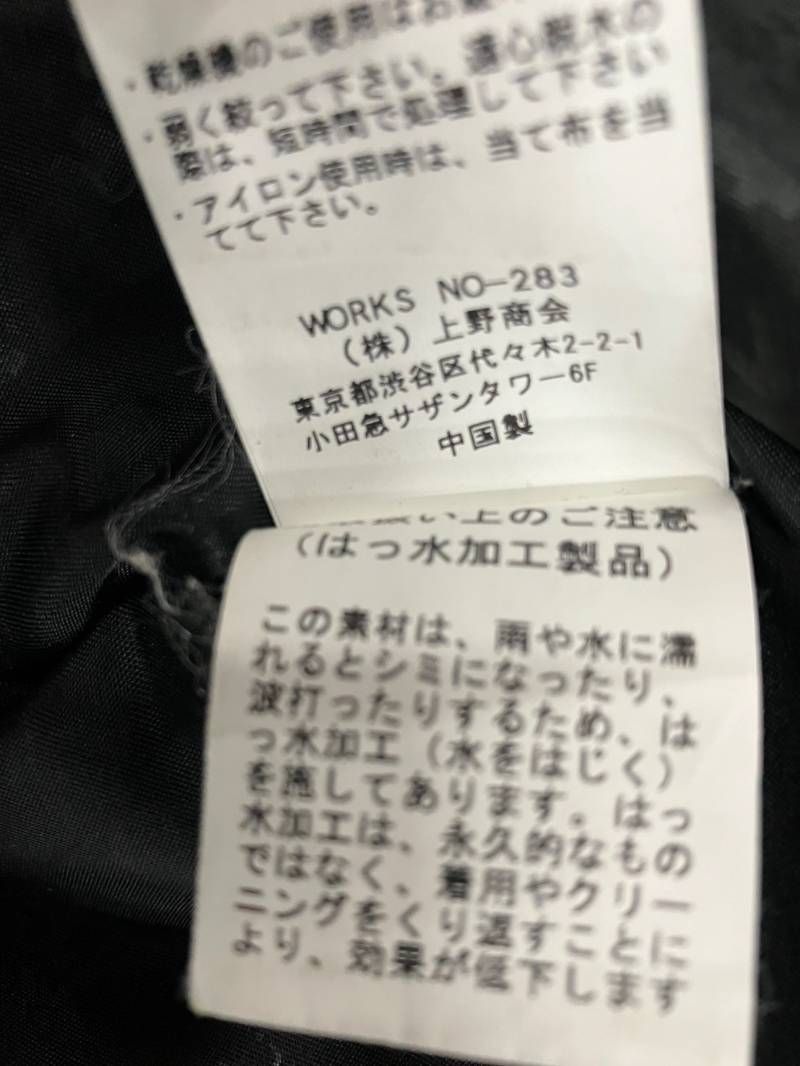 ・乾燥機のご使用はお
・弱く絞って下さい。遠心脱水の
際は、短時間で処理して下さい
・アイロン使用時は、当て布を当
てて下さい。
WORKS NO-283
(株)上野商会
東京都渋谷区代々木2-2-1
小田急サザンタワー6F
中国製
扱い上のご注意
(はっ水加工製品)
この素材は、雨や水に濡
れるとシミになったり、
波打ったりするため、は
っ水加工(水をはじく)
を施してあります。はっ
水加工は、永久的なもの
ではなく、着用やクリー
ニングをくり返すことに
より、効果が低下します